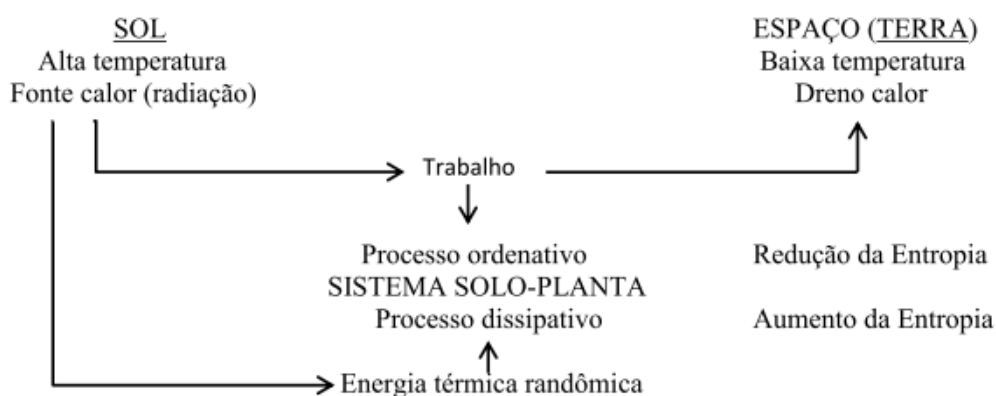 SOL
Alta temperatura
Fonte calor (radiação)
ESPAÇO (TERRA)
Baixa temperatura
Dreno calor
Trabalho
Processo ordenativo
Redução da Entropia
SISTEMA SOLO-PLANTA
Processo dissipativo
Aumento da Entropia
Energia térmica randômica